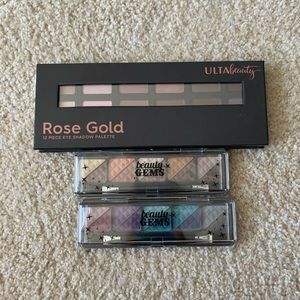 ULTAbeauty
Rose Gold
12 PIECE EYE SHADOW PALETTE
beauty
GEMS
beauty
GEMS